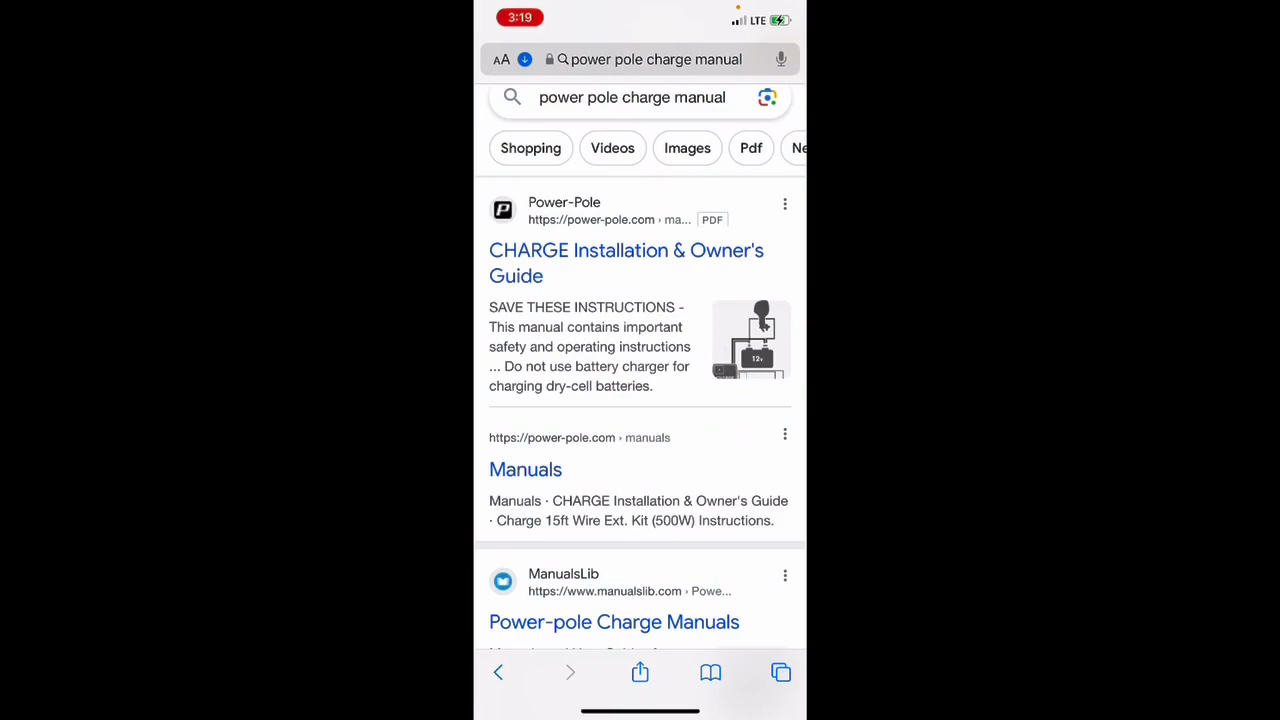 3:19
LTE
AA
power pole charge manual
power pole charge manual
Shopping
Videos
Images
Pdf
Ne
Power-Pole
https://power-pole.com › ma...
PDF
CHARGE Installation & Owner's
Guide
SAVE THESE INSTRUCTIONS -
This manual contains important
safety and operating instructions
... Do not use battery charger for
charging dry-cell batteries.
12v
https://power-pole.com › manuals
Manuals
Manuals · CHARGE Installation & Owner's Guide
· Charge 15ft Wire Ext. Kit (500W) Instructions.
ManualsLib
https://www.manualslib.com › Powe...
Power-pole Charge Manuals